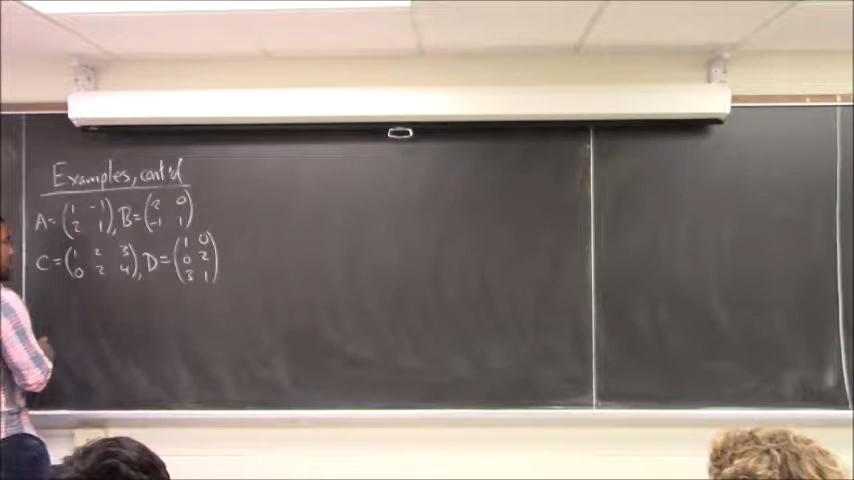 Examples, cont'd
A = (1 -1
2 1), B = (2 0
-1 1)
C = (1 2 3
0 2 4), D = (1 0
0 2
3 1)